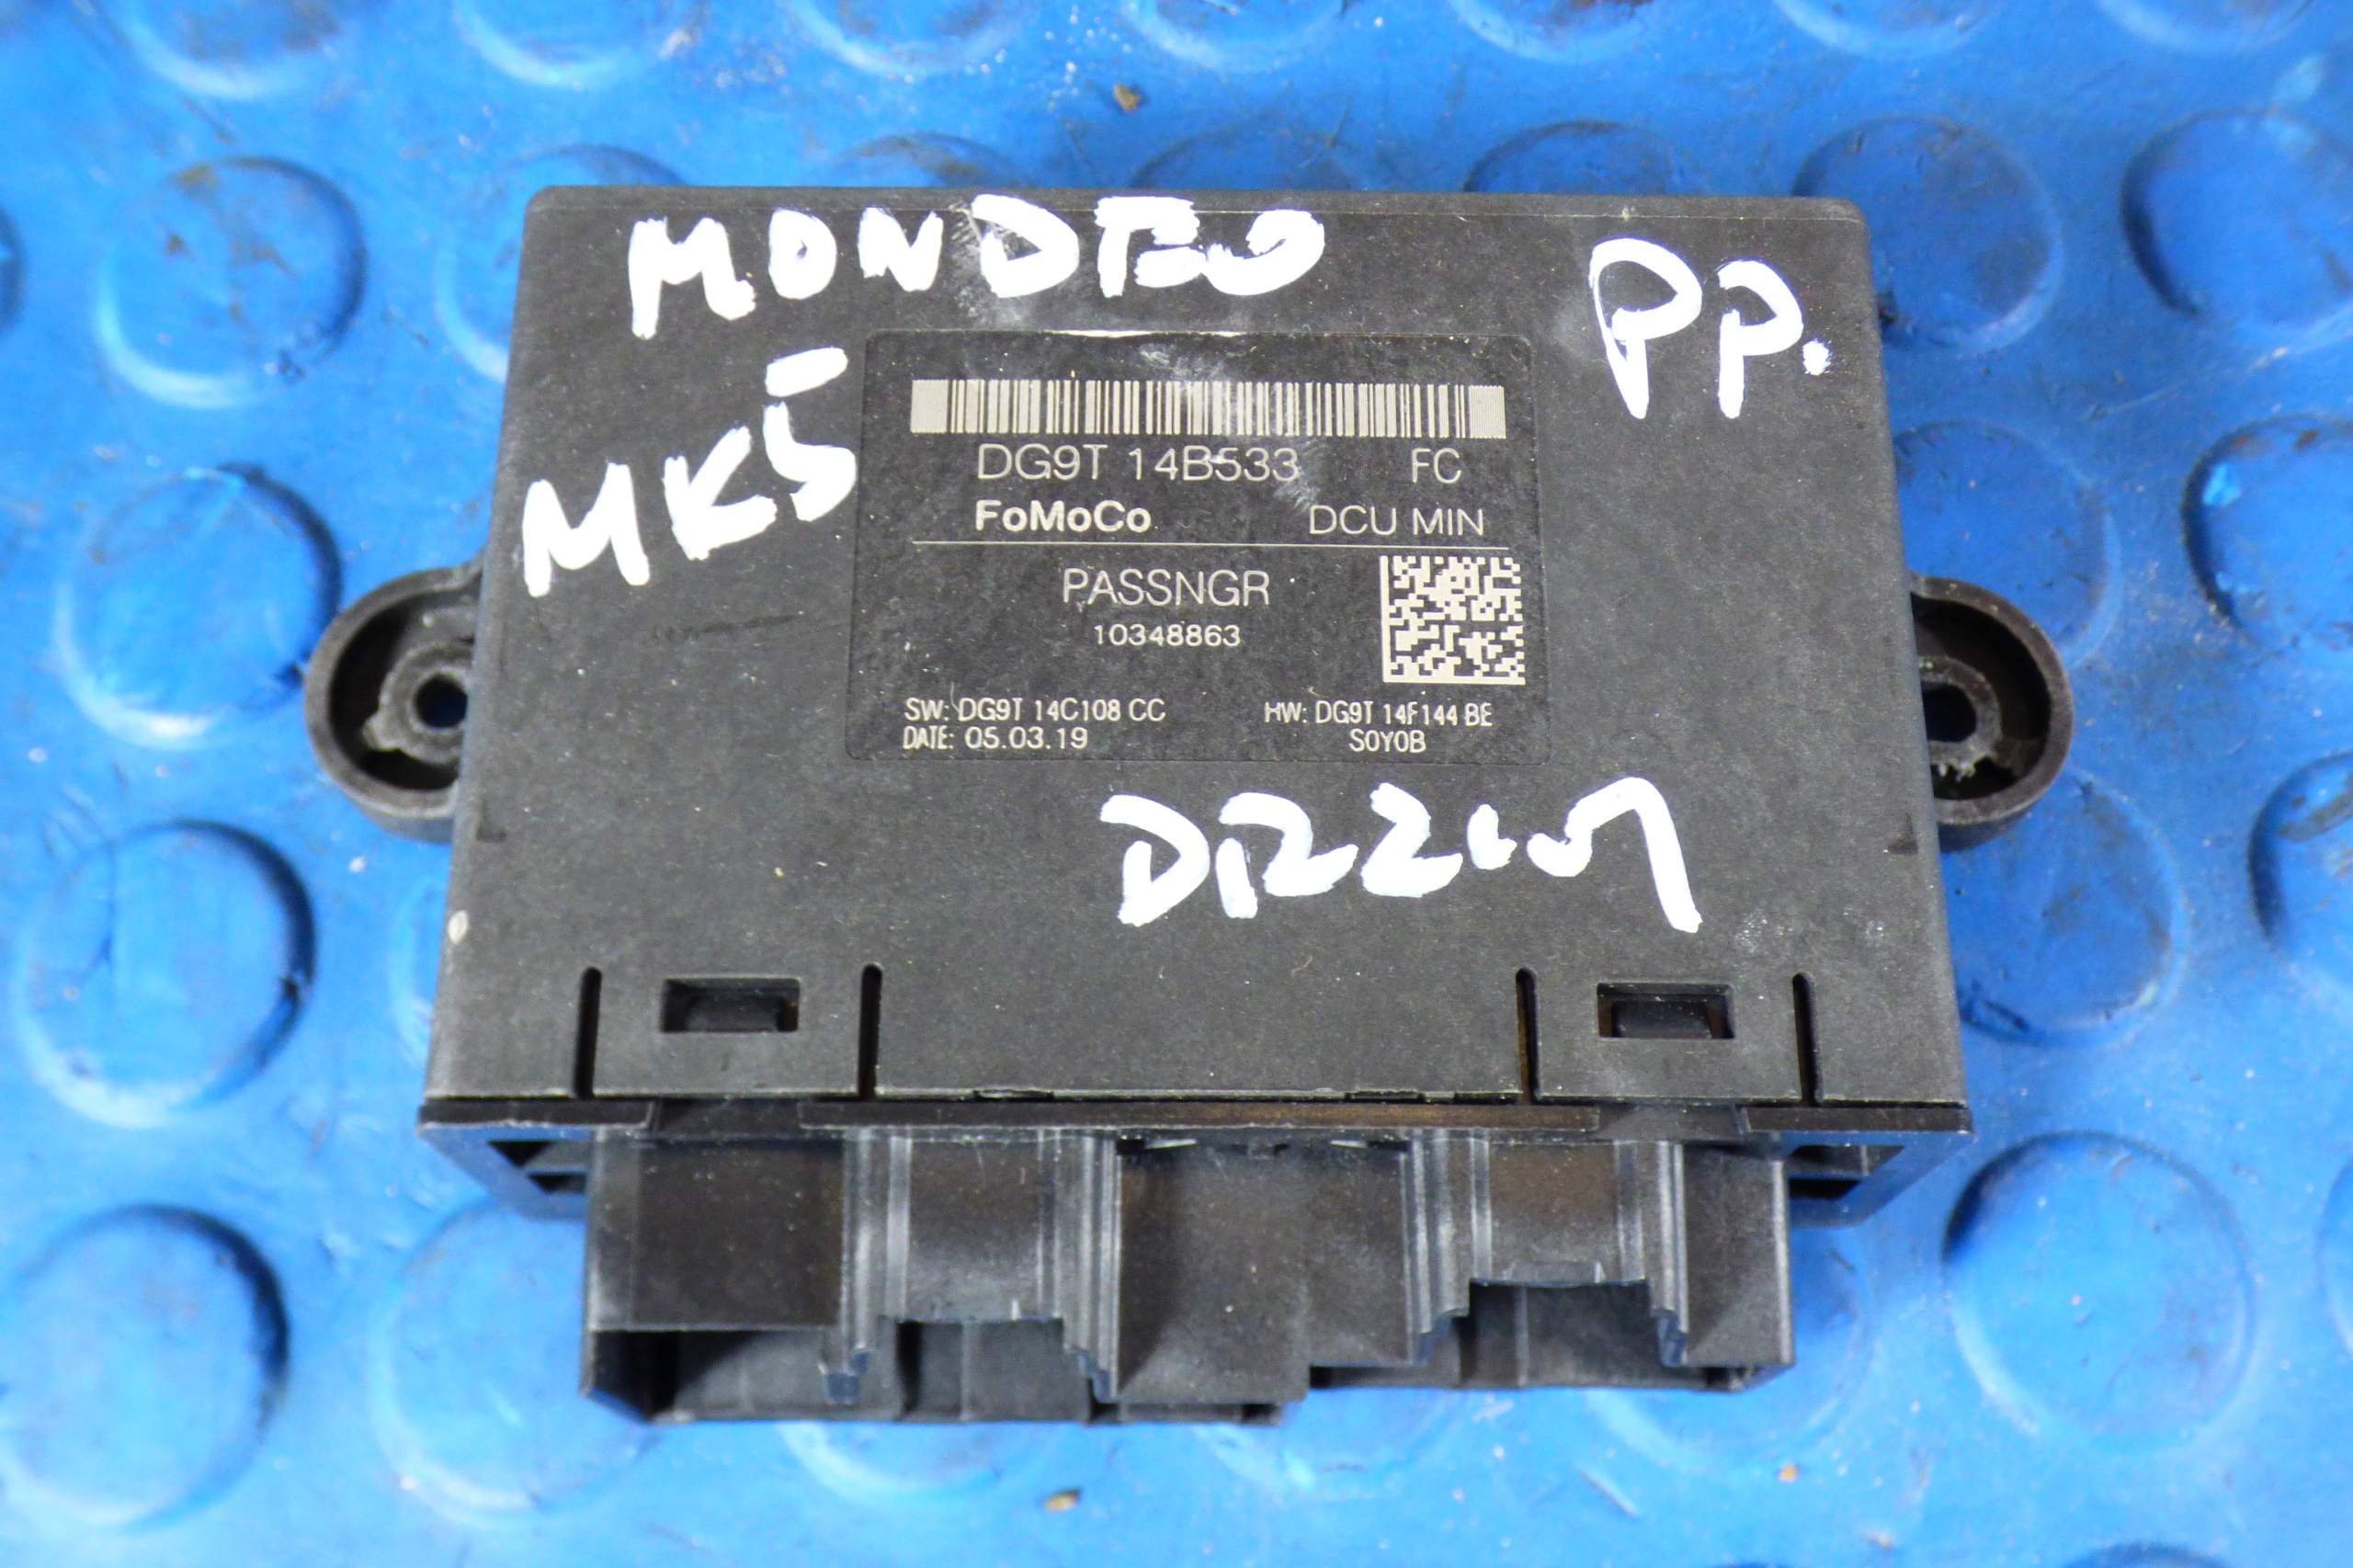 MONDEO
PP.
MK5
DG9T 14B533 FC
FoMoCo DCU MIN
PASSNGR
10348863
SW: DG9T 14C108 CC HW: DG9T 14F144 BE
DATE: 05.03.19 S0Y0B
DRZWI